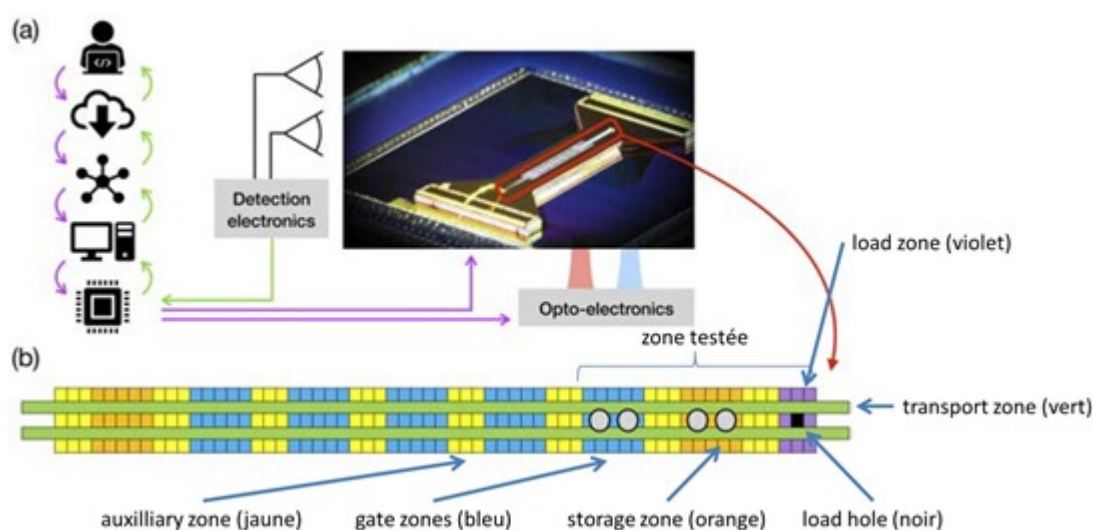 (a)
</>
Detection
electronics
load zone (violet)
Opto-electronics
zone testée
(b)
transport zone (vert)
auxilliary zone (jaune)
gate zones (bleu)
storage zone (orange)
load hole (noir)